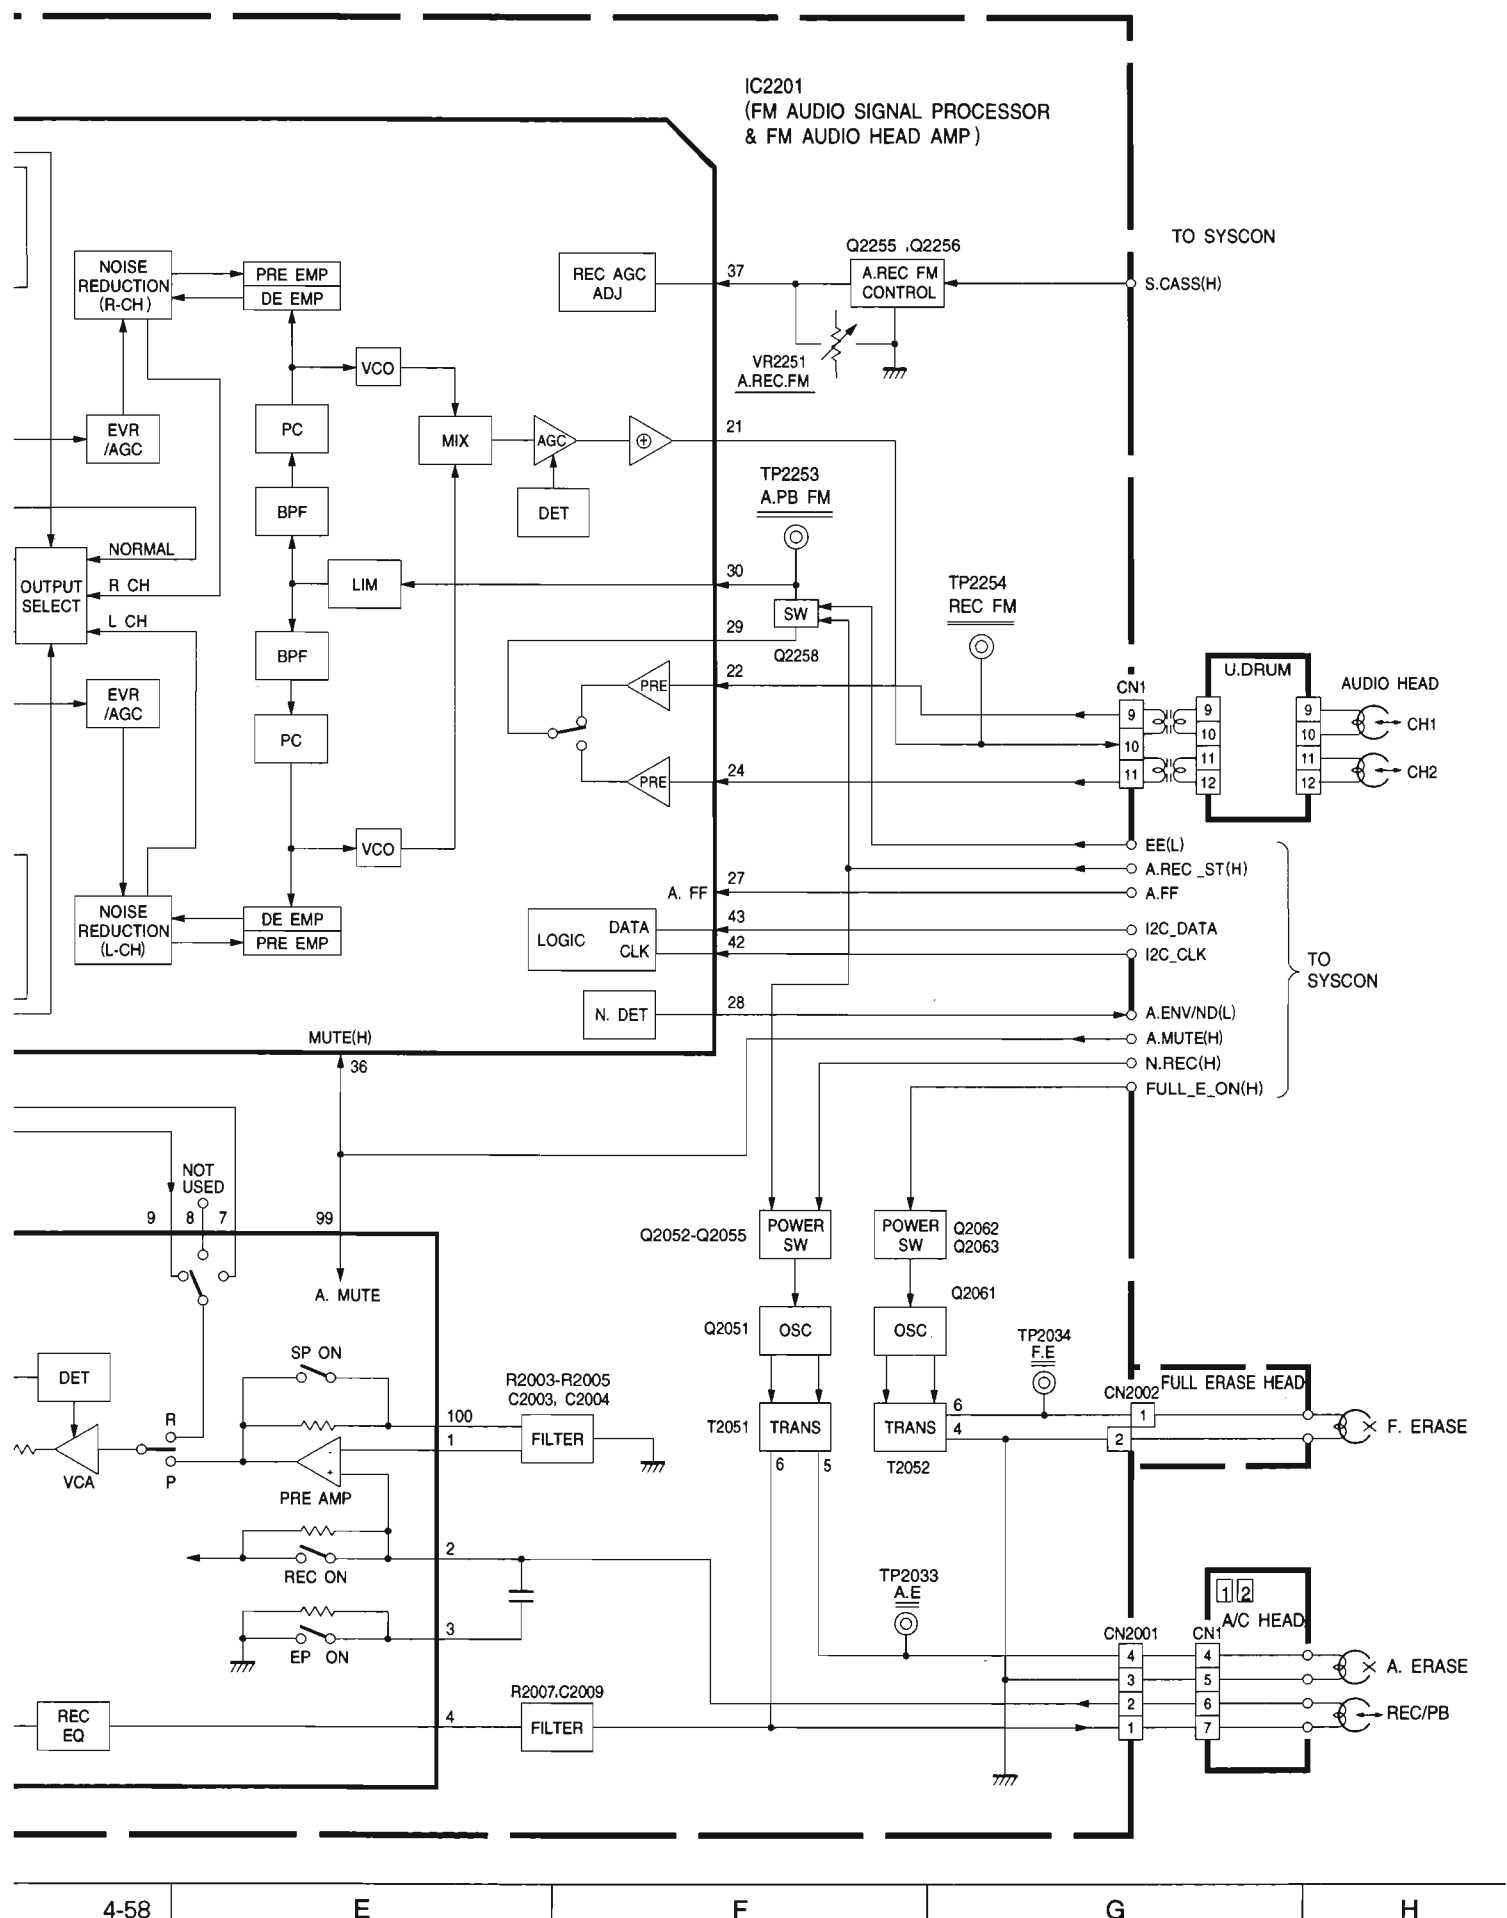 IC2201
(FM AUDIO SIGNAL PROCESSOR
& FM AUDIO HEAD AMP)
TO SYSCON
Q2255 ,Q2256
NOISE
REDUCTION
(R-CH)
PRE EMP
DE EMP
REC AGC
ADJ
37
A.REC FM
CONTROL
S.CASS(H)
VCO
VR2251
A.REC.FM
EVR
/AGC
PC
MIX
AGC
+
21
TP2253
A.PB FM
BPF
DET
NORMAL
OUTPUT
SELECT
R CH
L CH
LIM
30
TP2254
REC FM
SW
29
Q2258
BPF
22
PRE
U.DRUM
CN1
AUDIO HEAD
EVR
/AGC
9
9
9
CH1
10
10
10
PC
11
11
11
CH2
12
12
24
PRE
VCO
EE(L)
A.REC_ST(H)
A. FF
27
A.FF
NOISE
REDUCTION
(L-CH)
DE EMP
PRE EMP
LOGIC
DATA
CLK
43
42
I2C_DATA
I2C_CLK
TO
SYSCON
N. DET
28
A.ENV/ND(L)
MUTE(H)
36
A.MUTE(H)
N.REC(H)
FULL_E_ON(H)
NOT
USED
9
8
7
99
Q2052-Q2055
POWER
SW
POWER
SW
Q2062
Q2063
A. MUTE
Q2061
Q2051
OSC
OSC
TP2034
F.E
SP ON
DET
R2003-R2005
C2003, C2004
CN2002
FULL ERASE HEAD
R
100
FILTER
T2051
TRANS
TRANS
6
4
1
2
F. ERASE
1
VCA
P
-
+
PRE AMP
6
5
T2052
2
REC ON
TP2033
A.E
1 2
A/C HEAD
3
EP ON
CN2001
CN1
4
4
A. ERASE
3
5
2
6
REC/PB
1
7
R2007,C2009
REC
EQ
4
FILTER
4-58
E
F
G
H